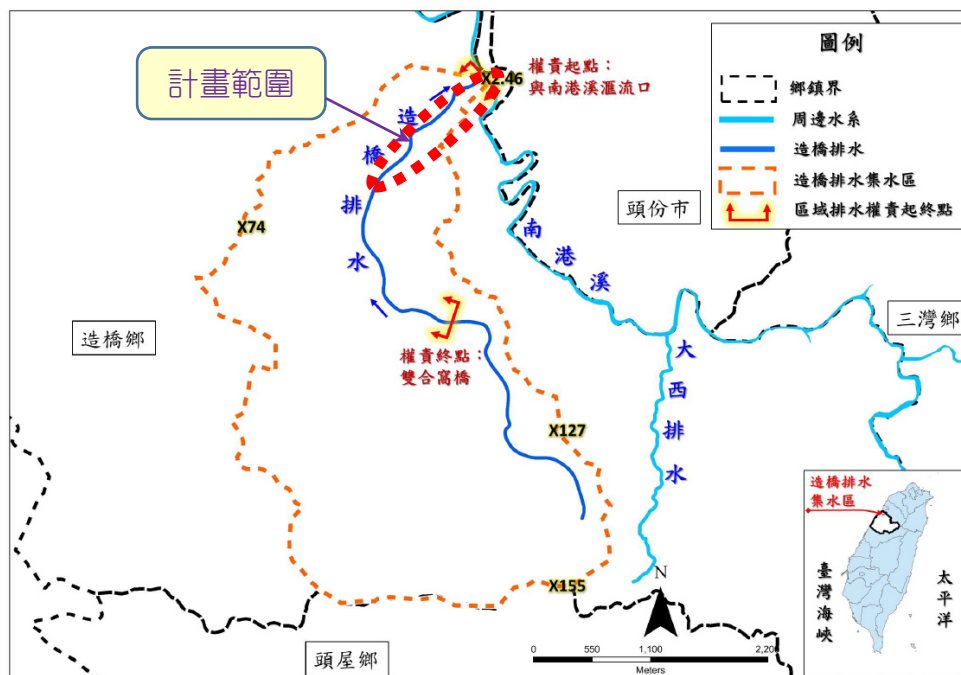 計畫範圍
X2.46
權責起點：
與南港溪滙流口
圖例
鄉鎮界
周邊水系
造橋排水
造橋排水集水區
區域排水權責起終點
造
橋
排
水
X74
頭份市
南
港
溪
三灣鄉
造橋鄉
權責終點：
雙合窩橋
大
西
排
水
X127
造橋排水
集水區
臺灣海峽
太平洋
X155
N
頭屋鄉
0 550 1,100 2,200
Meters